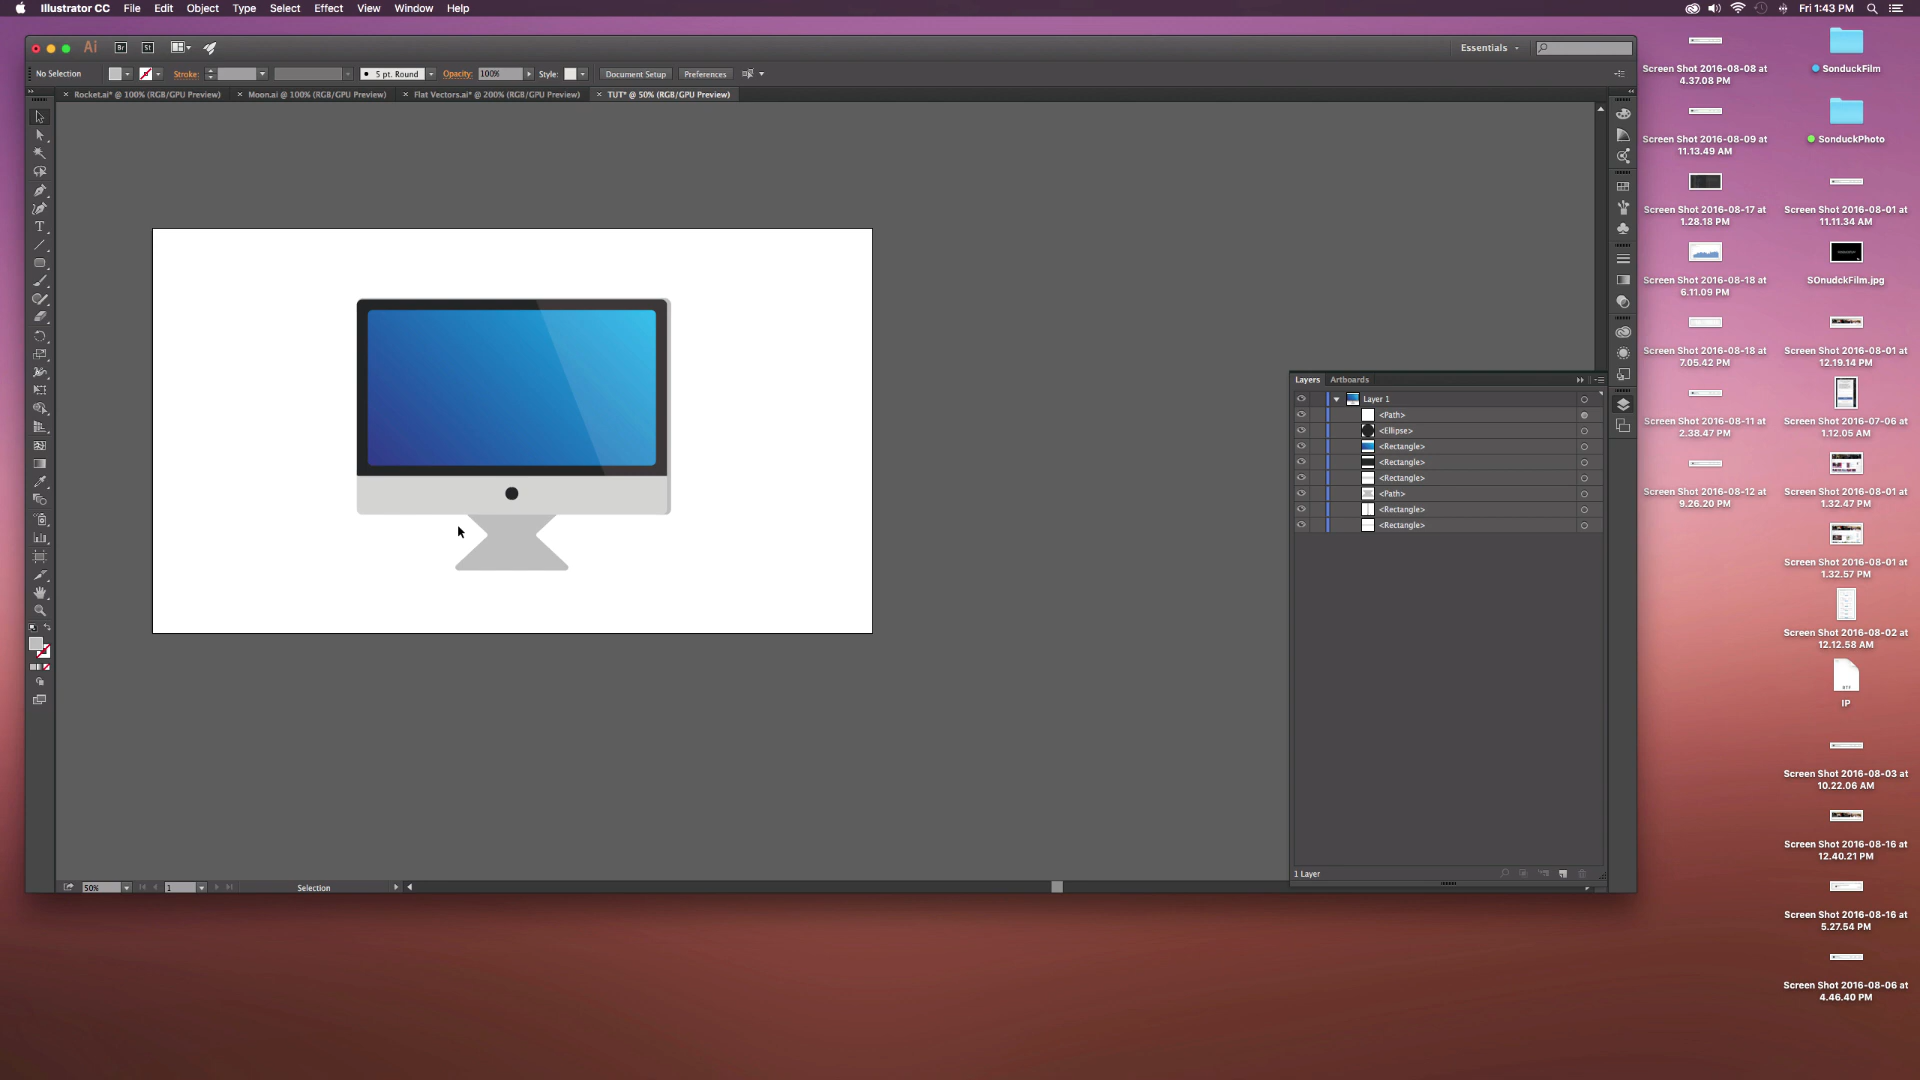 Illustrator CC File Edit Object Type Select Effect View Window Help
Fri 1:43 PM
Ai Br St
Essentials
No Selection
Stroke:
5 pt. Round
Opacity: 100%
Style:
Document Setup
Preferences
Rocket.ai* @ 100% (RGB/GPU Preview)
Moon.ai @ 100% (RGB/GPU Preview)
Flat Vectors.ai* @ 200% (RGB/GPU Preview)
TUT* @ 50% (RGB/GPU Preview)
Layers
Artboards
Layer 1
<Path>
<Ellipse>
<Rectangle>
<Rectangle>
<Rectangle>
<Path>
<Rectangle>
<Rectangle>
1 Layer
50%
1
Selection
Screen Shot 2016-08-08 at
4.37.08 PM
SonduckFilm
Screen Shot 2016-08-09 at
11.13.49 AM
SonduckPhoto
Screen Shot 2016-08-17 at
1.28.18 PM
Screen Shot 2016-08-01 at
11.11.34 AM
Screen Shot 2016-08-18 at
6.11.09 PM
SOnudckFilm.jpg
Screen Shot 2016-08-18 at
7.05.42 PM
Screen Shot 2016-08-01 at
12.19.14 PM
Screen Shot 2016-08-11 at
2.38.47 PM
Screen Shot 2016-07-06 at
1.12.05 AM
Screen Shot 2016-08-12 at
9.26.20 PM
Screen Shot 2016-08-01 at
1.32.47 PM
Screen Shot 2016-08-01 at
1.32.57 PM
Screen Shot 2016-08-02 at
12.12.58 AM
RTF
IP
Screen Shot 2016-08-03 at
10.22.06 AM
Screen Shot 2016-08-16 at
12.40.21 PM
Screen Shot 2016-08-16 at
5.27.54 PM
Screen Shot 2016-08-06 at
4.46.40 PM